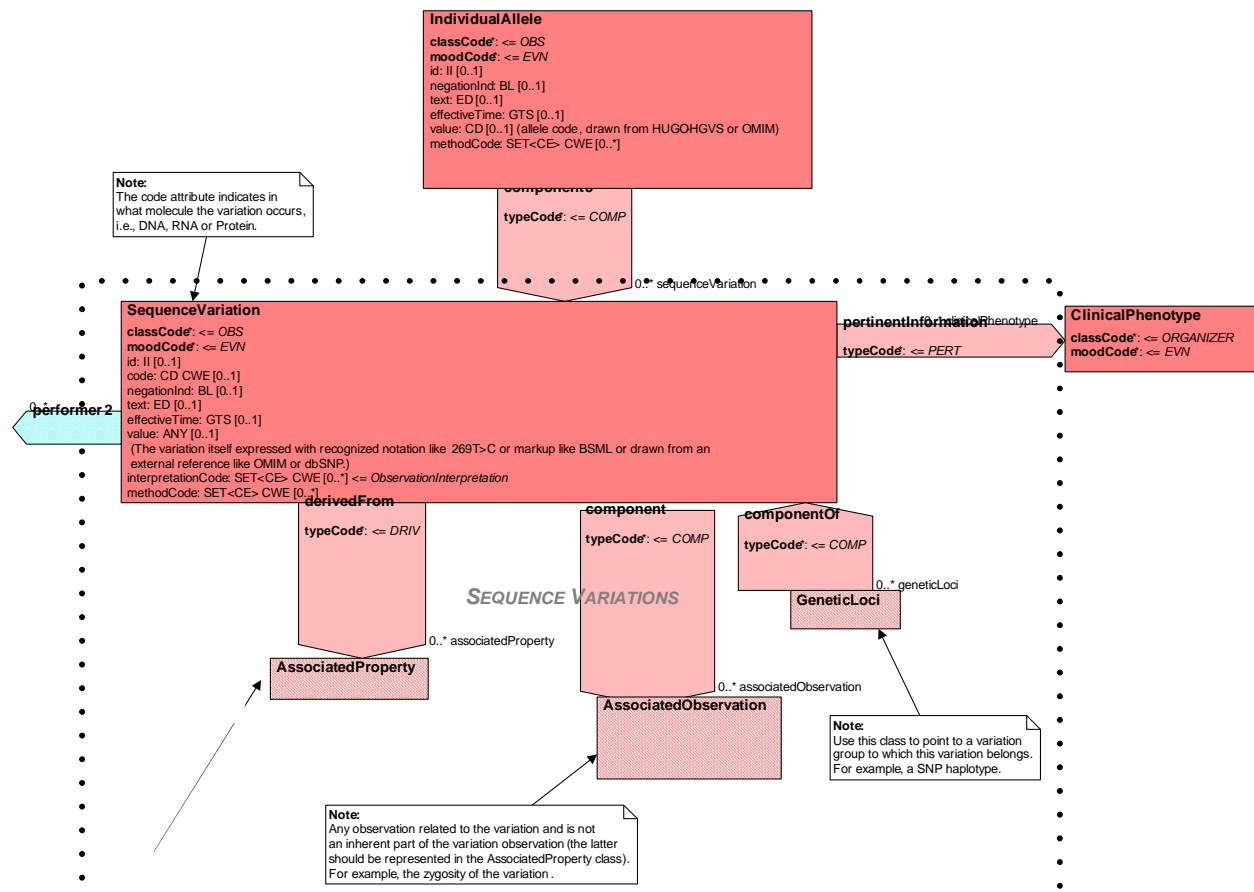 IndividualAllele
classCode*: <= OBS
moodCode*: <= EVN
id: II [0..1]
negationInd: BL [0..1]
text: ED [0..1]
effectiveTime: GTS [0..1]
value: CD [0..1] (allele code, drawn from HUGO-HGVS or OMIM)
methodCode: SET<CE> CWE [0..*]
componentOf
typeCode*: <= COMP
0..* sequenceVariation
Note:
The code attribute indicates in
what molecule the variation occurs,
i.e., DNA, RNA or Protein.
SequenceVariation
classCode*: <= OBS
moodCode*: <= EVN
id: II [0..1]
code: CD CWE [0..1]
negationInd: BL [0..1]
text: ED [0..1]
effectiveTime: GTS [0..1]
value: ANY [0..1]
(The variation itself expressed with recognized notation like 269T>C or markup like BSML or drawn from an
external reference like OMIM or dbSNP.)
interpretationCode: SET<CE> CWE [0..*] <= ObservationInterpretation
methodCode: SET<CE> CWE [0..*]
0..*
performer2
pertinentInformation
0..* clinicalPhenotype
typeCode*: <= PERT
ClinicalPhenotype
classCode*: <= ORGANIZER
moodCode*: <= EVN
derivedFrom
typeCode*: <= DRIV
0..* associatedProperty
AssociatedProperty
component
typeCode*: <= COMP
0..* associatedObservation
AssociatedObservation
componentOf
typeCode*: <= COMP
0..* geneticLoci
GeneticLoci
SEQUENCE VARIATIONS
Note:
Use this class to point to a variation
group to which this variation belongs.
For example, a SNP haplotype.
Note:
Any observation related to the variation and is not
an inherent part of the variation observation (the latter
should be represented in the AssociatedProperty class).
For example, the zygosity of the variation.